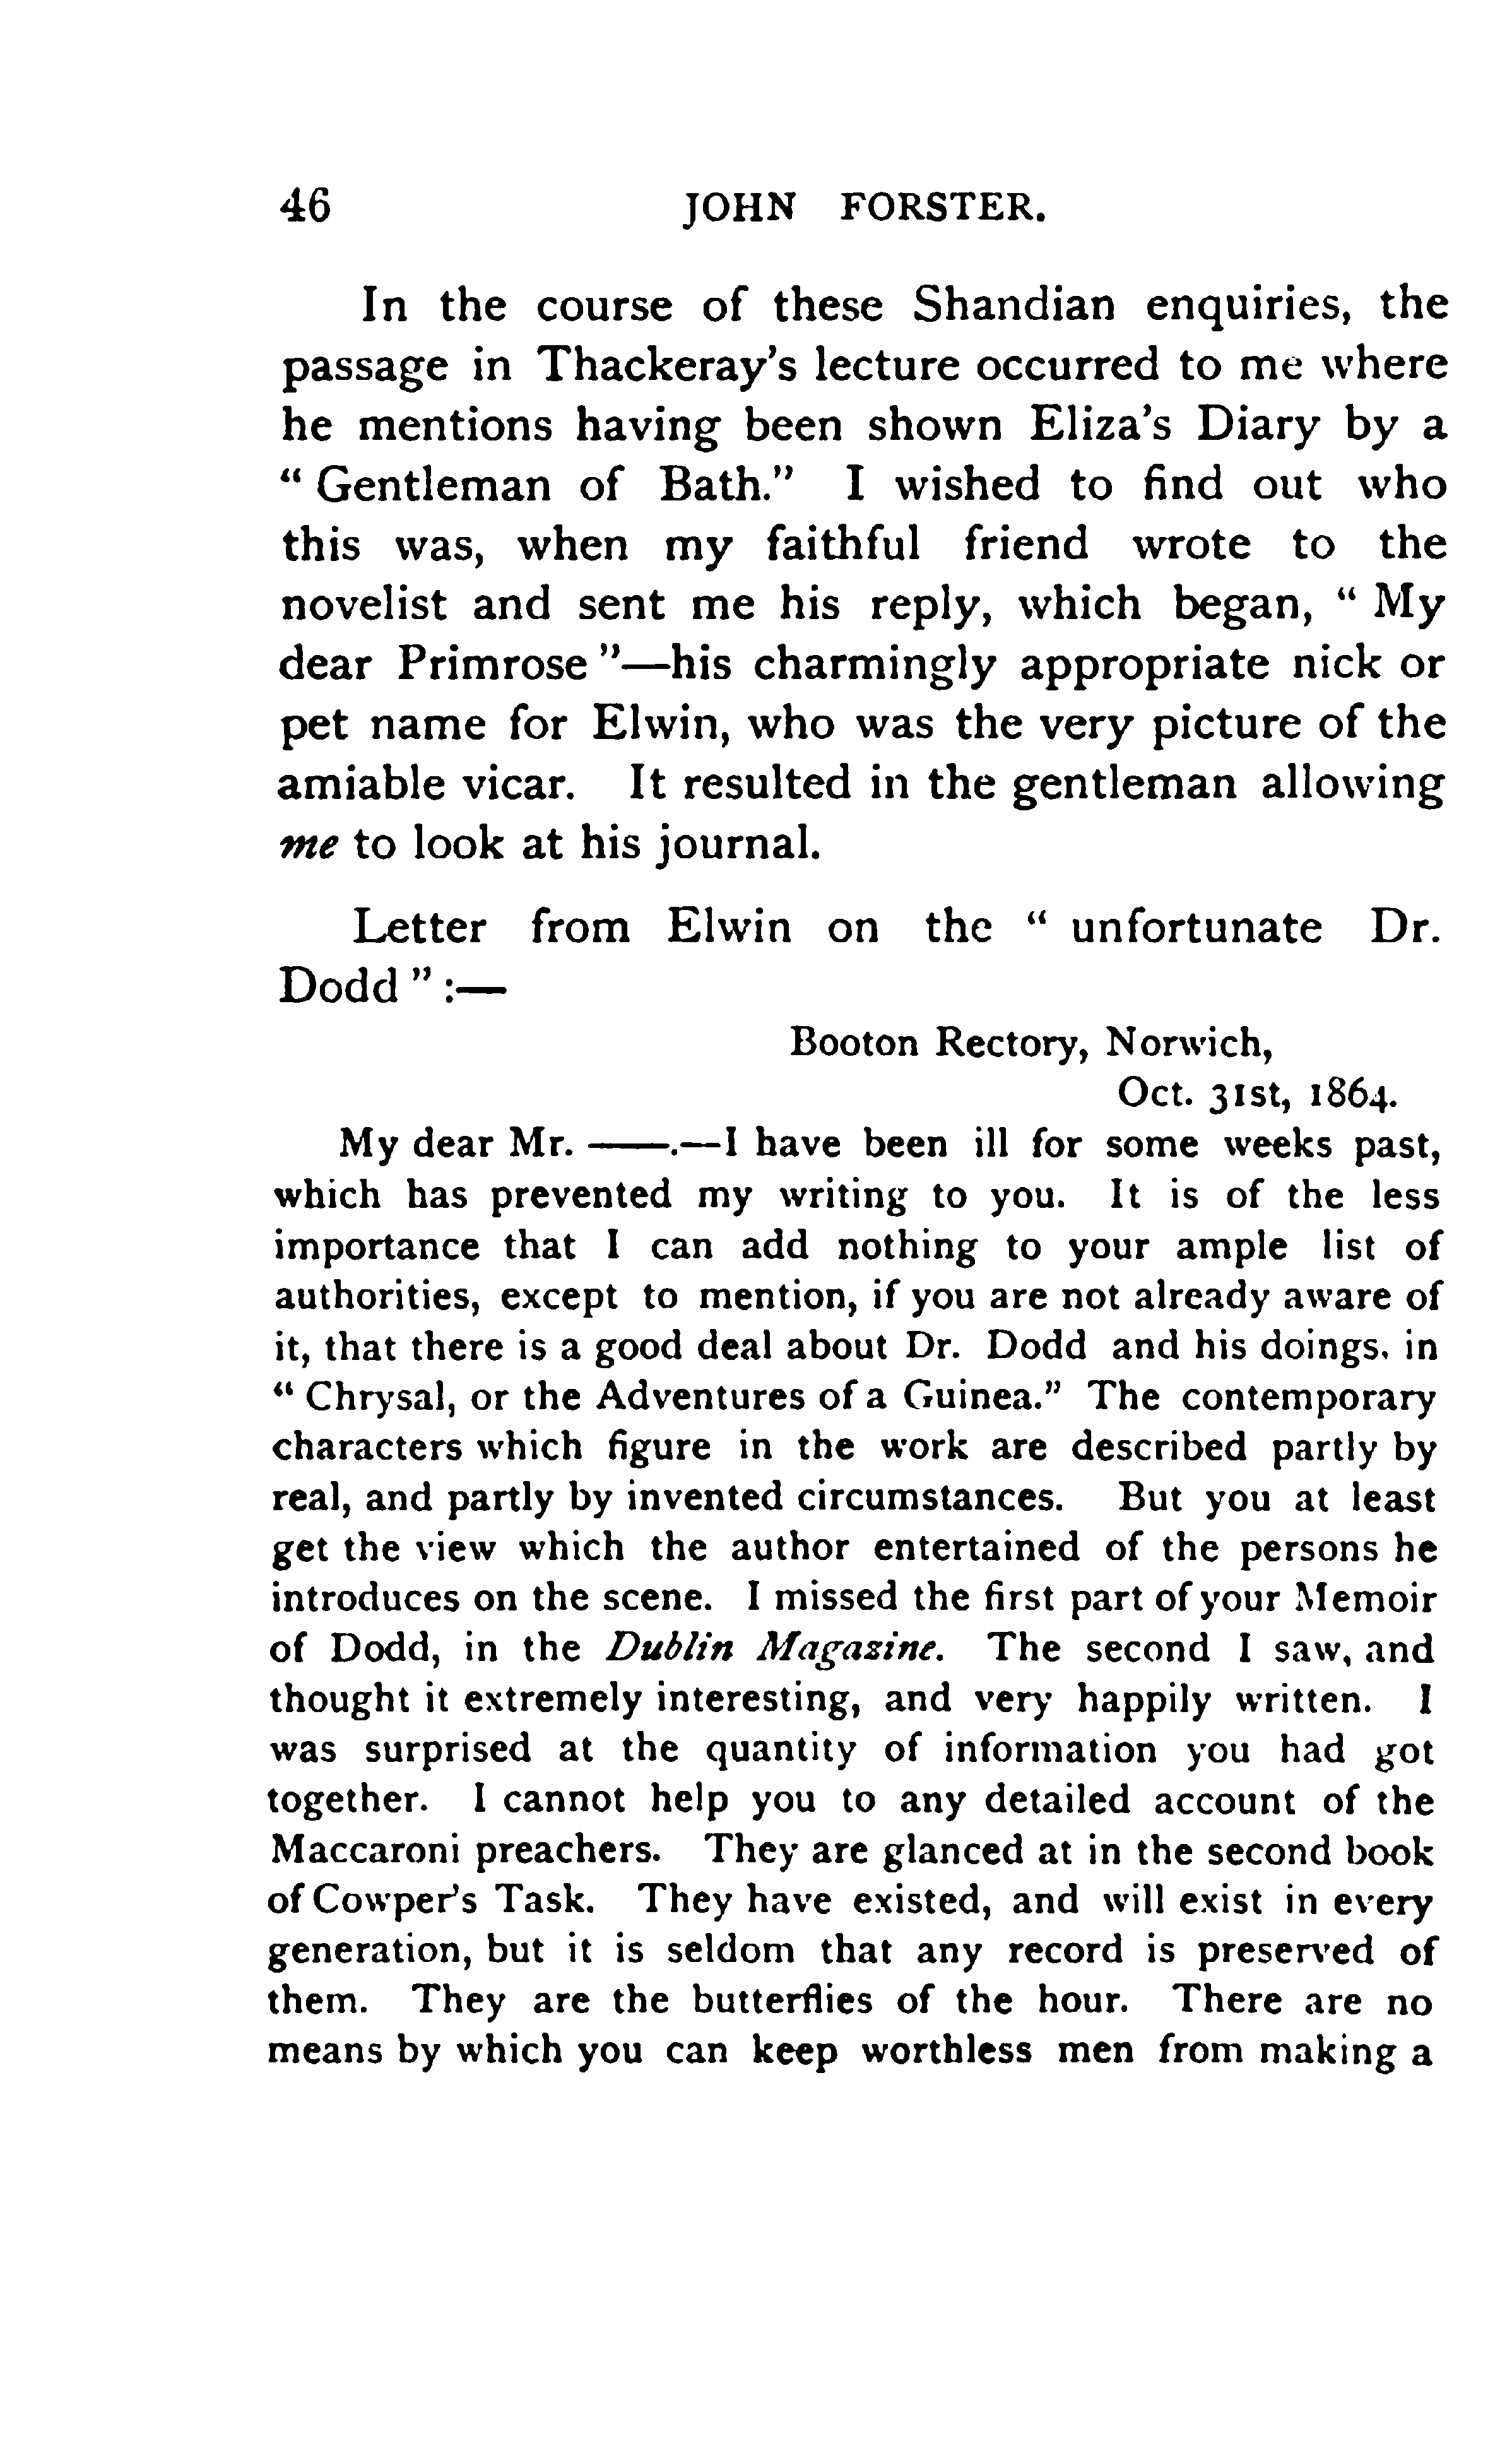 46 JOHN FORSTER.
In the course of these Shandian enquiries, the
passage in Thackeray's lecture occurred to me where
he mentions having been shown Eliza's Diary by a
“ Gentleman of Bath.” I wished to find out who
this was, when my faithful friend wrote to the
novelist and sent me his reply, which began, “ My
dear Primrose ”—his charmingly appropriate nick or
pet name for Elwin, who was the very picture of the
amiable vicar. It resulted in the gentleman allowing
me to look at his journal.
Letter from Elwin on the “ unfortunate Dr.
Dodd ” :—
Booton Rectory, Norwich,
Oct. 31st, 1864.
My dear Mr. ——.—I have been ill for some weeks past,
which has prevented my writing to you. It is of the less
importance that I can add nothing to your ample list of
authorities, except to mention, if you are not already aware of
it, that there is a good deal about Dr. Dodd and his doings. in
“ Chrysal, or the Adventures of a Guinea.” The contemporary
characters which figure in the work are described partly by
real, and partly by invented circumstances. But you at least
get the view which the author entertained of the persons he
introduces on the scene. I missed the first part of your Memoir
of Dodd, in the Dublin Magazine. The second I saw, and
thought it extremely interesting, and very happily written. I
was surprised at the quantity of information you had got
together. I cannot help you to any detailed account of the
Maccaroni preachers. They are glanced at in the second book
of Cowper's Task. They have existed, and will exist in every
generation, but it is seldom that any record is preserved of
them. They are the butterflies of the hour. There are no
means by which you can keep worthless men from making a